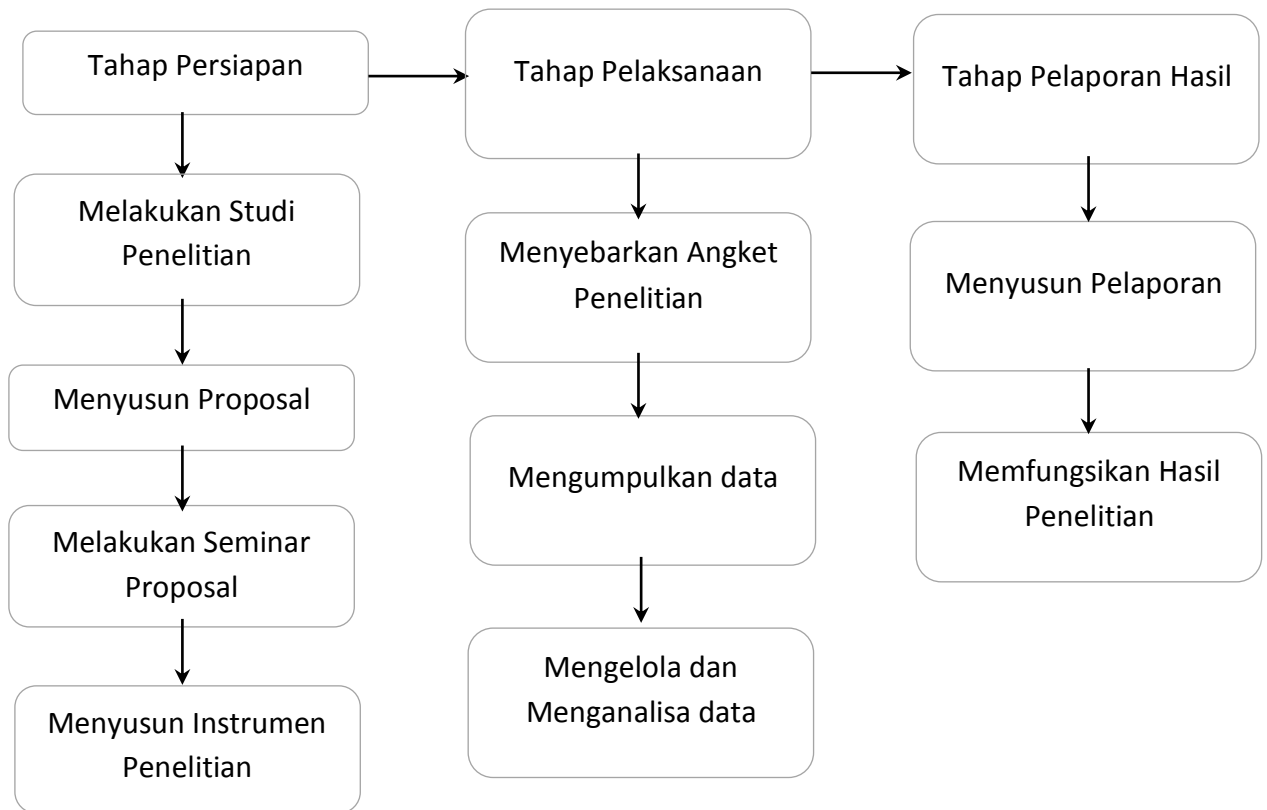 Tahap Persiapan
Melakukan Studi
Penelitian
Menyusun Proposal
Melakukan Seminar
Proposal
Menyusun Instrumen
Penelitian
Tahap Pelaksanaan
Menyebarkan Angket
Penelitian
Mengumpulkan data
Mengelola dan
Menganalisa data
Tahap Pelaporan Hasil
Menyusun Pelaporan
Memfungsikan Hasil
Penelitian